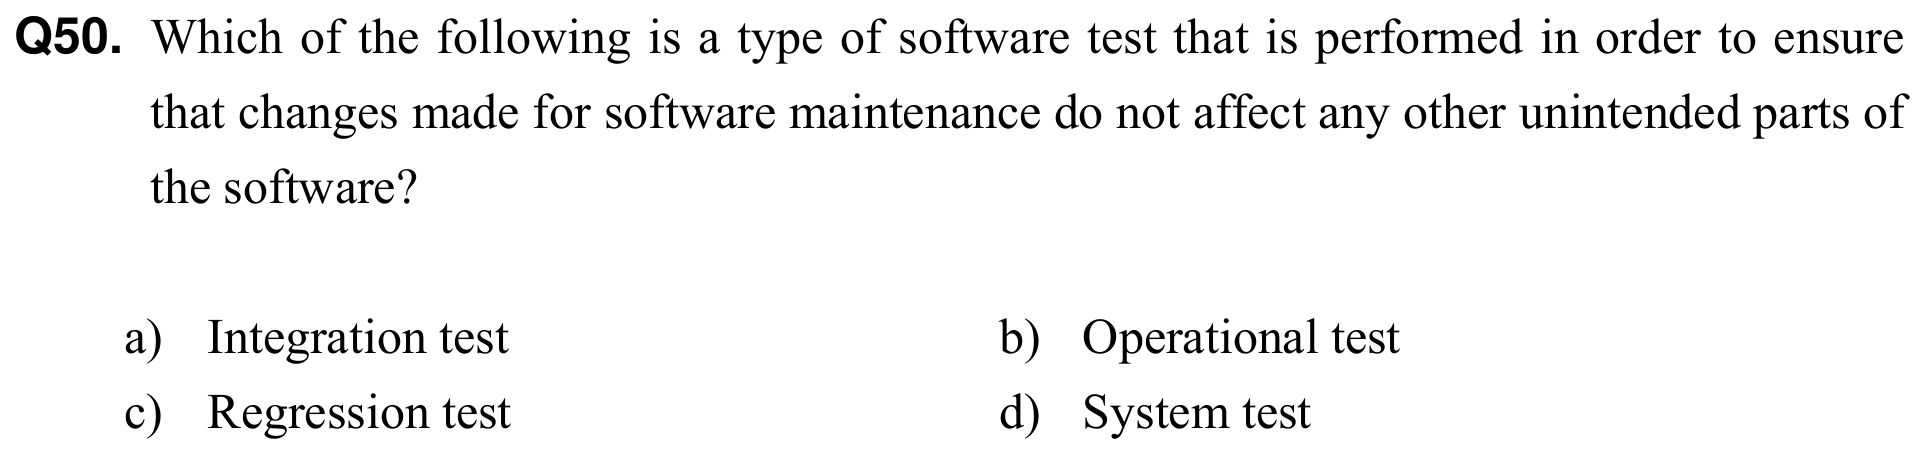 Q50. Which of the following is a type of software test that is performed in order to ensure
that changes made for software maintenance do not affect any other unintended parts of
the software?
a) Integration test b) Operational test
c) Regression test d) System test